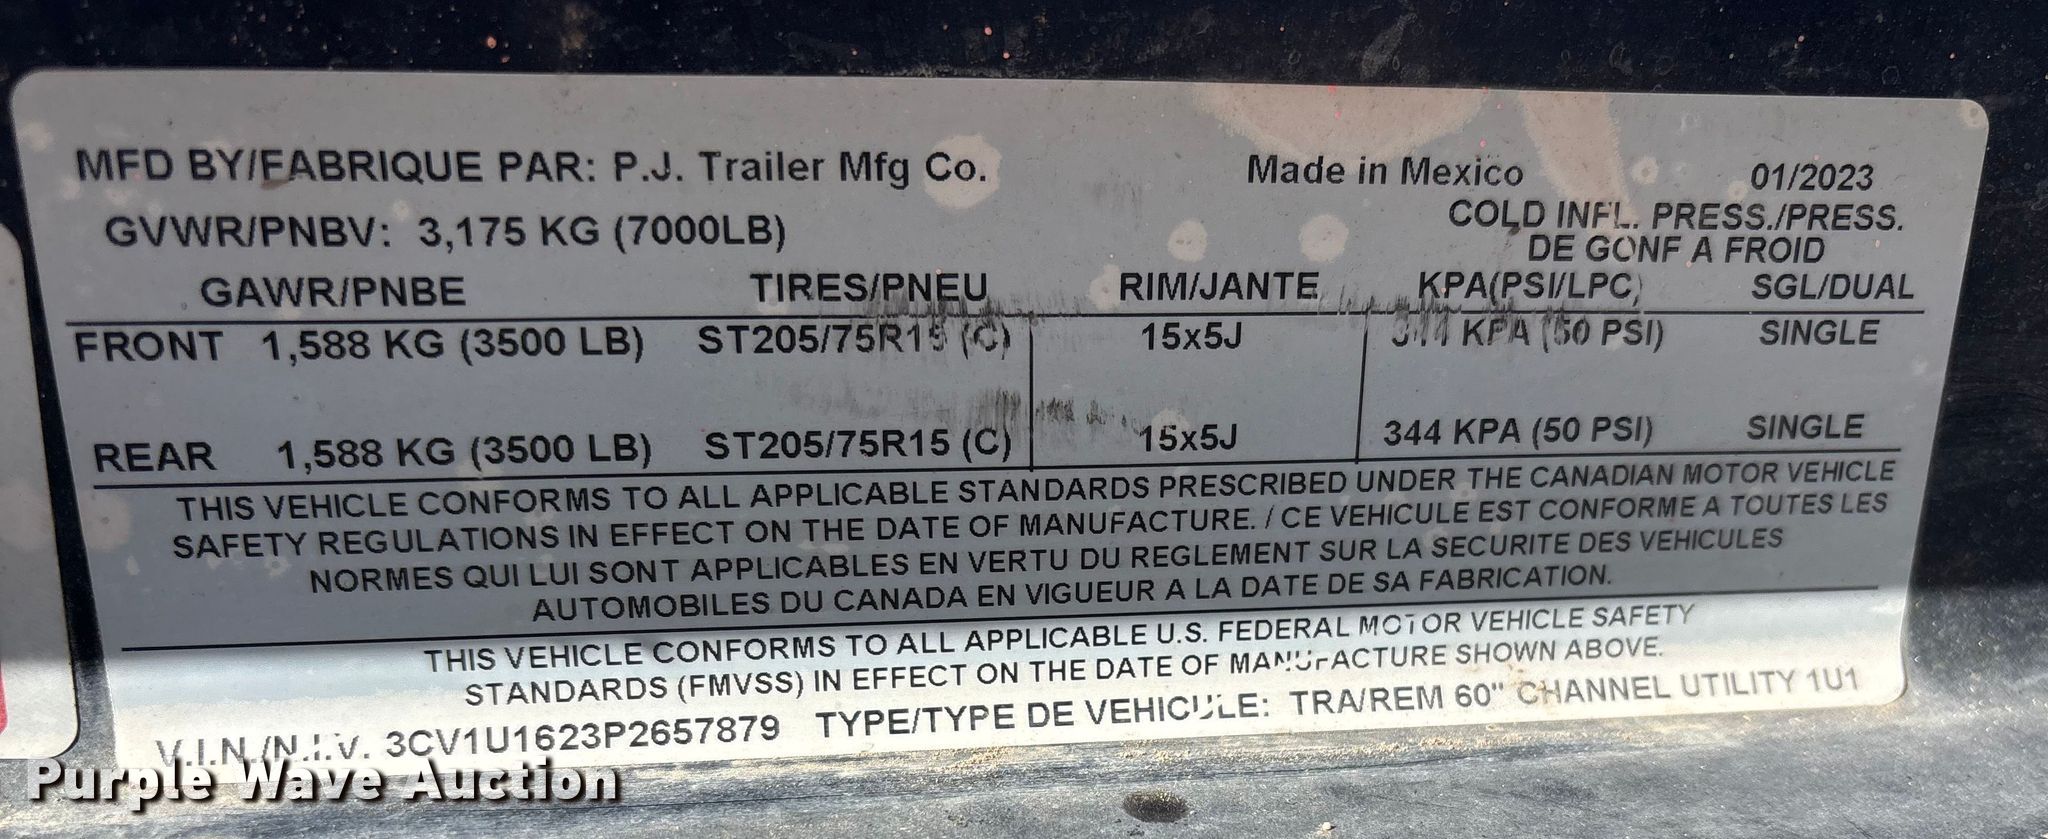 MFD BY/FABRIQUE PAR: P.J. Trailer Mfg Co. Made in Mexico 01/2023
GVWR/PNBV: 3,175 KG (7000LB) COLD INFL. PRESS./PRESS.
DE GONF A FROID
GAWR/PNBE TIRES/PNEU RIM/JANTE KPA(PSI/LPC) SGL/DUAL
FRONT 1,588 KG (3500 LB) ST205/75R15 (C) 15x5J 344 KPA (50 PSI) SINGLE
REAR 1,588 KG (3500 LB) ST205/75R15 (C) 15x5J 344 KPA (50 PSI) SINGLE
THIS VEHICLE CONFORMS TO ALL APPLICABLE STANDARDS PRESCRIBED UNDER THE CANADIAN MOTOR VEHICLE
SAFETY REGULATIONS IN EFFECT ON THE DATE OF MANUFACTURE. / CE VEHICULE EST CONFORME A TOUTES LES
NORMES QUI LUI SONT APPLICABLES EN VERTU DU REGLEMENT SUR LA SECURITE DES VEHICULES
AUTOMOBILES DU CANADA EN VIGUEUR A LA DATE DE SA FABRICATION.
THIS VEHICLE CONFORMS TO ALL APPLICABLE U.S. FEDERAL MOTOR VEHICLE SAFETY
STANDARDS (FMVSS) IN EFFECT ON THE DATE OF MANUFACTURE SHOWN ABOVE.
V.I.N./N.I.V. 3CV1U1623P2657879 TYPE/TYPE DE VEHICULE: TRA/REM 60" CHANNEL UTILITY 1U1
Purple Wave Auction